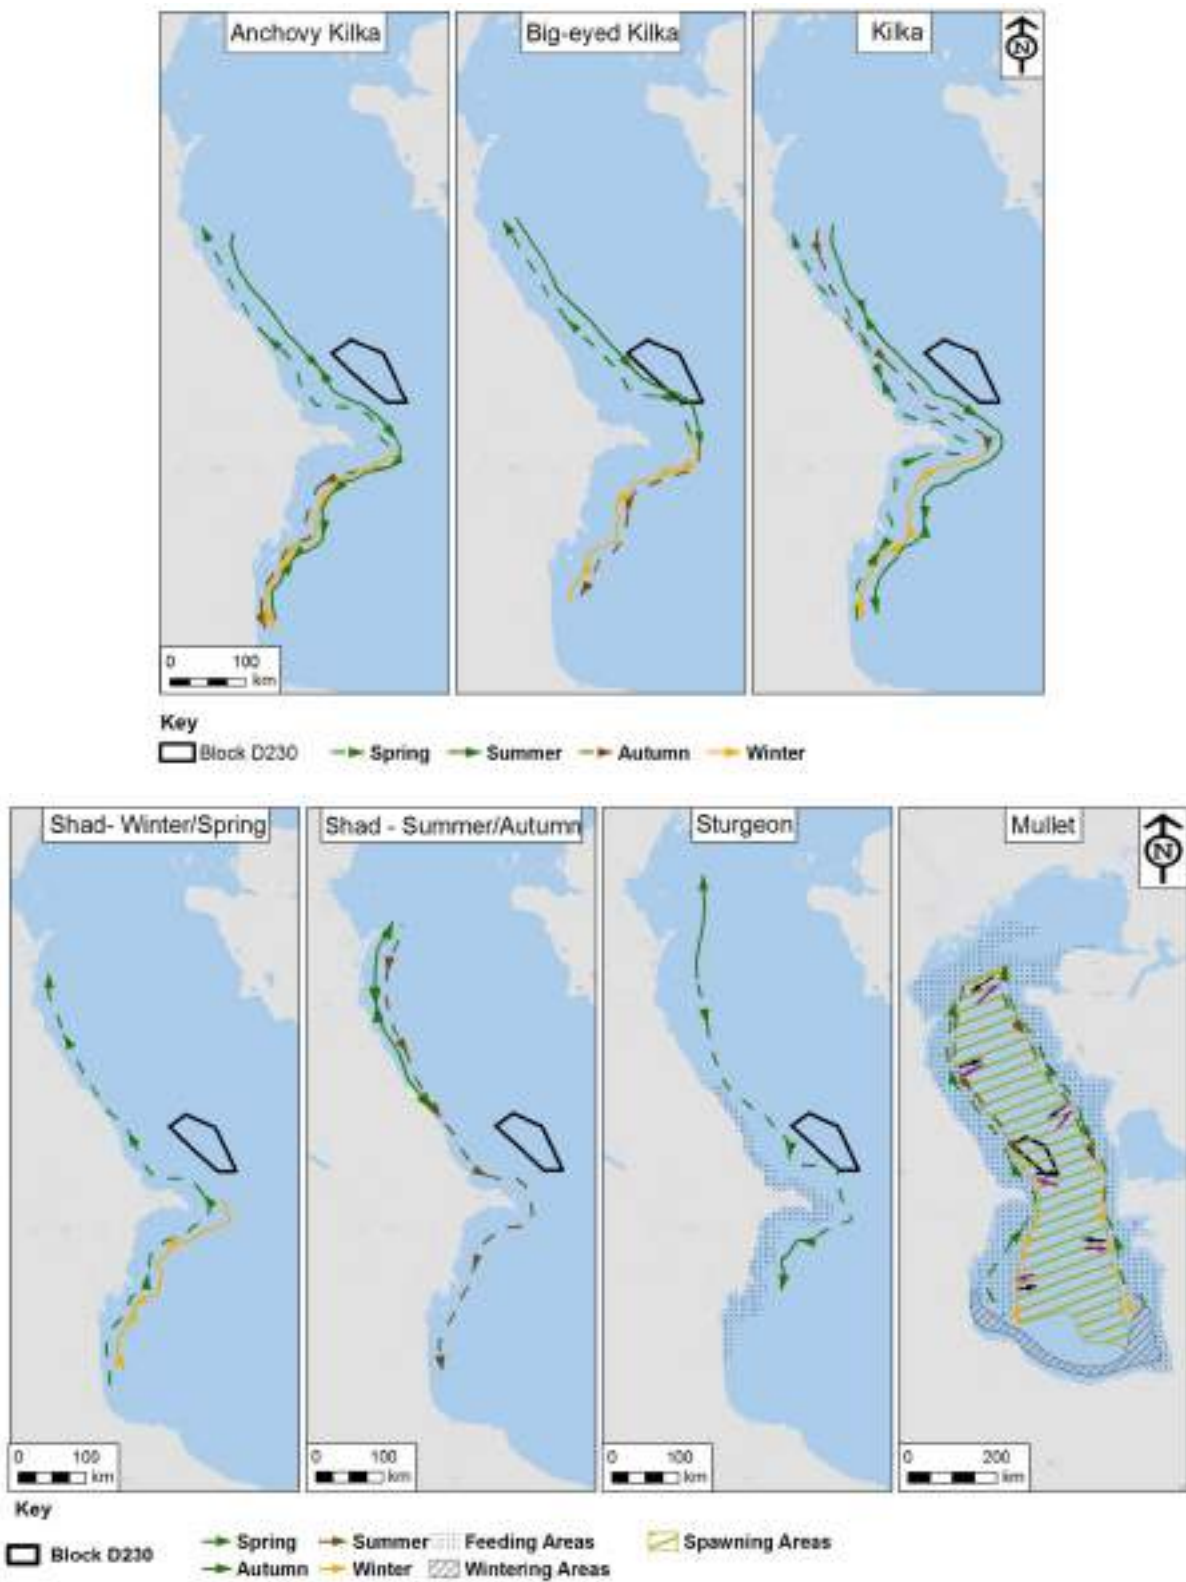 Anchovy Kilka
Big-eyed Kilka
Kilka
N
0 100
km
Key
Block D230
Spring
Summer
Autumn
Winter
Shad- Winter/Spring
Shad - Summer/Autumn
Sturgeon
Mullet
N
0 100
km
0 100
km
0 100
km
0 200
km
Key
Block D230
Spring
Summer
Feeding Areas
Spawning Areas
Autumn
Winter
Wintering Areas